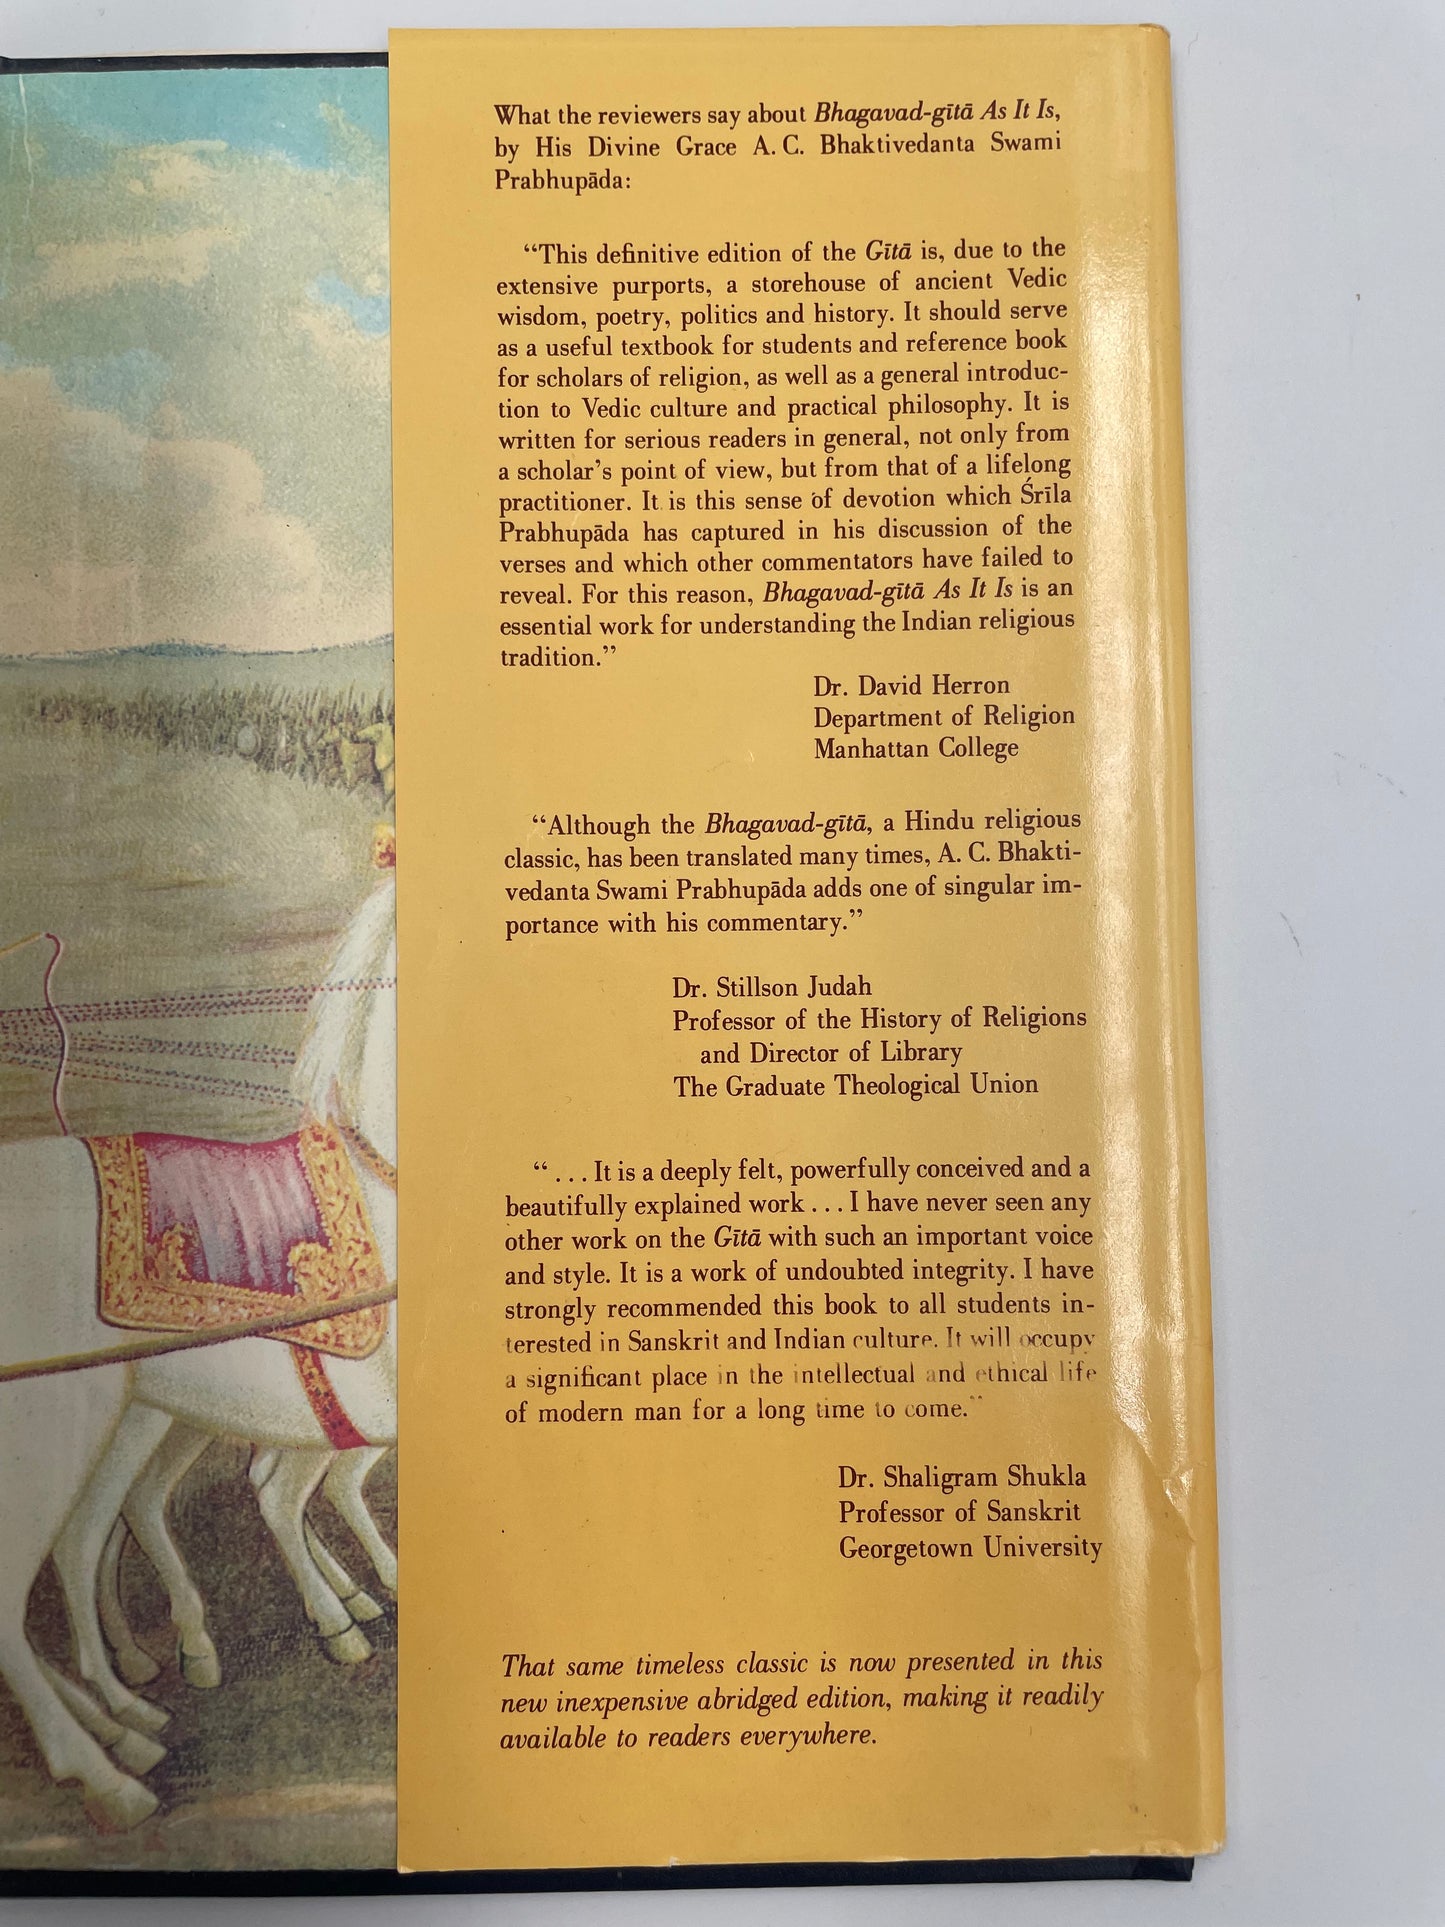 What the reviewers say about Bhagavad-gītā As It Is,
by His Divine Grace A. C. Bhaktivedanta Swami
Prabhupāda:
“This definitive edition of the Gītā is, due to the
extensive purports, a storehouse of ancient Vedic
wisdom, poetry, politics and history. It should serve
as a useful textbook for students and reference book
for scholars of religion, as well as a general introduc-
tion to Vedic culture and practical philosophy. It is
written for serious readers in general, not only from
a scholar’s point of view, but from that of a lifelong
practitioner. It is this sense of devotion which Śrīla
Prabhupāda has captured in his discussion of the
verses and which other commentators have failed to
reveal. For this reason, Bhagavad-gītā As It Is is an
essential work for understanding the Indian religious
tradition.”
Dr. David Herron
Department of Religion
Manhattan College
“Although the Bhagavad-gītā, a Hindu religious
classic, has been translated many times, A. C. Bhakti-
vedanta Swami Prabhupāda adds one of singular im-
portance with his commentary.”
Dr. Stillson Judah
Professor of the History of Religions
and Director of Library
The Graduate Theological Union
“ . . . It is a deeply felt, powerfully conceived and a
beautifully explained work . . . I have never seen any
other work on the Gītā with such an important voice
and style. It is a work of undoubted integrity. I have
strongly recommended this book to all students in-
terested in Sanskrit and Indian culture. It will occupy
a significant place in the intellectual and ethical life
of modern man for a long time to come.”
Dr. Shaligram Shukla
Professor of Sanskrit
Georgetown University
That same timeless classic is now presented in this
new inexpensive abridged edition, making it readily
available to readers everywhere.